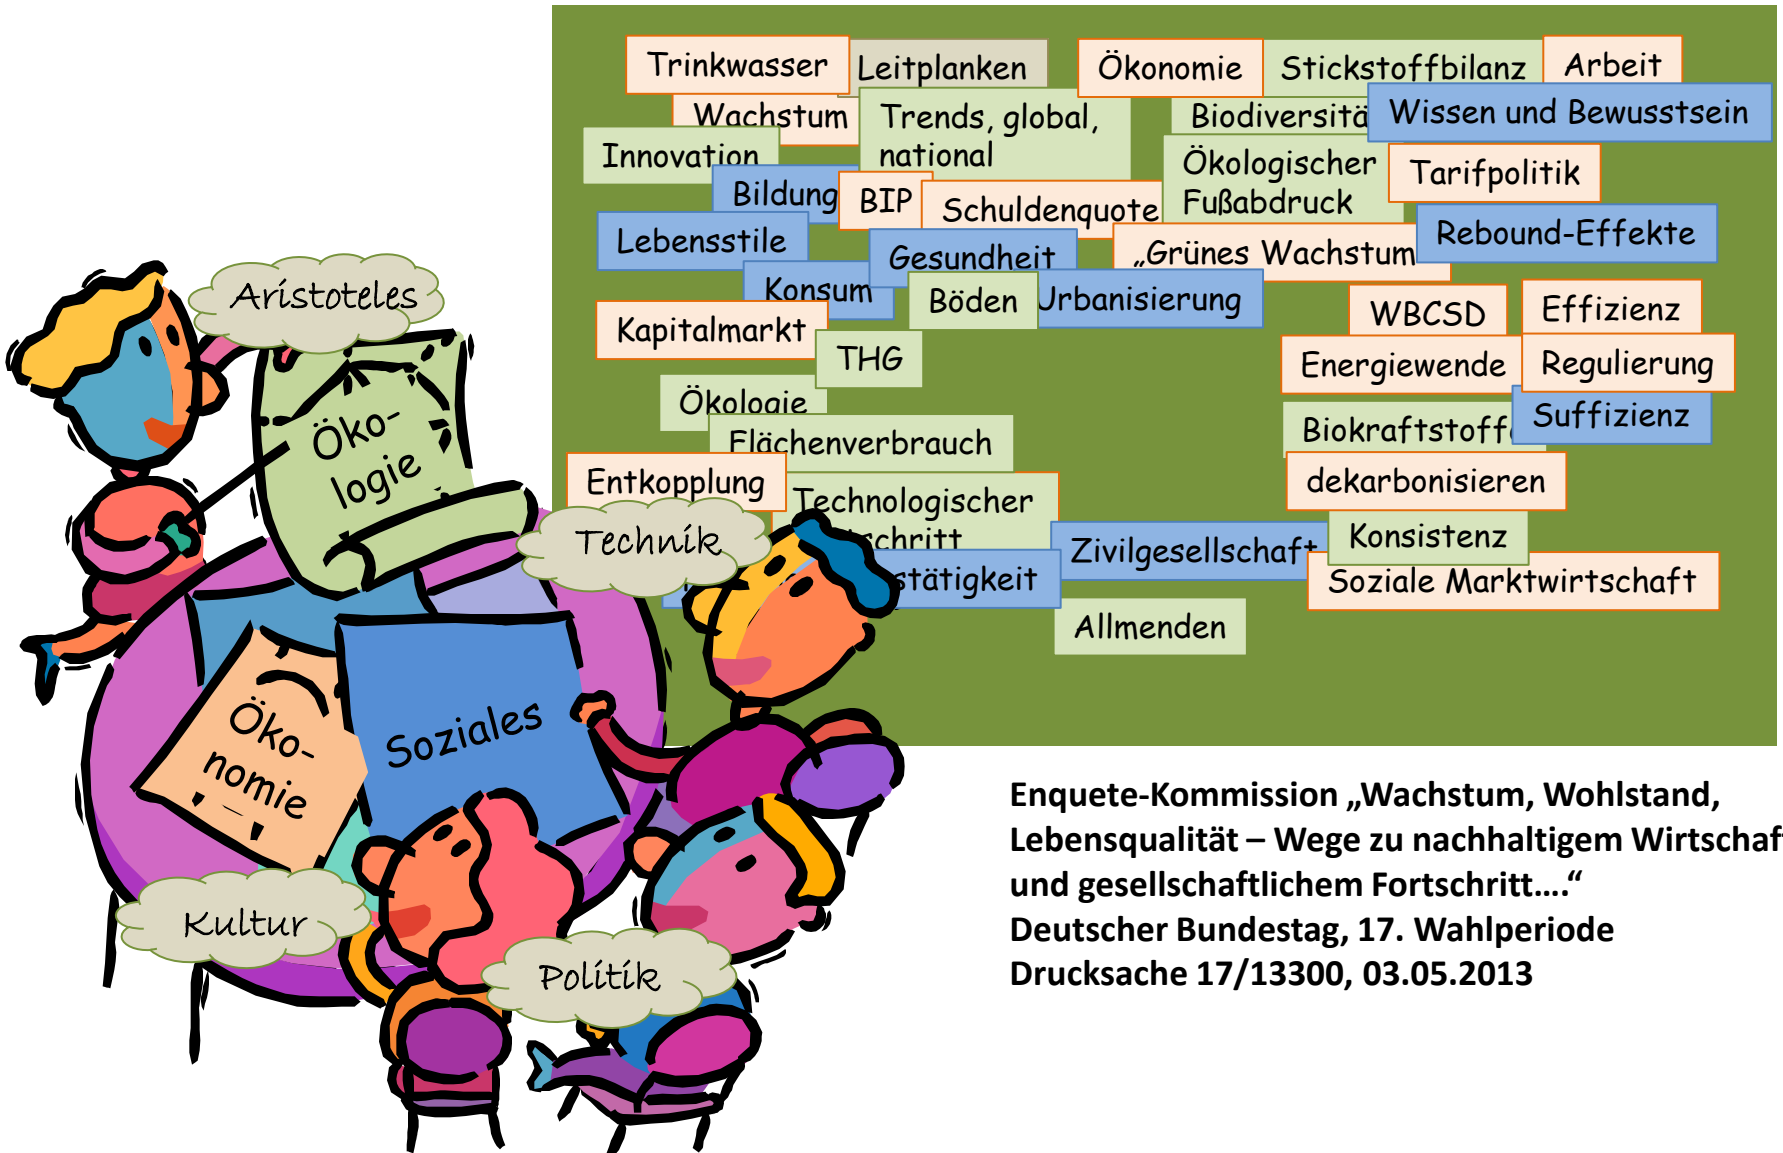 Trinkwasser
Leitplanken
Ökonomie
Stickstoffbilanz
Arbeit
Wachstum
Trends, global,
national
Biodiversitä
Wissen und Bewusstsein
Innovation
Ökologischer
Fußabdruck
Tarifpolitik
Bildung
BIP
Schuldenquote
Lebensstile
Gesundheit
„Grünes Wachstum
Rebound-Effekte
Konsum
Böden
Urbanisierung
Kapitalmarkt
WBCSD
Effizienz
THG
Energiewende
Regulierung
Ökologie
Flächenverbrauch
Biokraftstoff
Suffizienz
Entkopplung
Technologischer
schritt
dekarbonisieren
Zivilgesellschaft
Konsistenz
stätigkeit
Soziale Marktwirtschaft
Allmenden
Aristoteles
Öko-
logie
Technik
Öko-
nomie
Soziales
Kultur
Politik
Enquete-Kommission „Wachstum, Wohlstand,
Lebensqualität – Wege zu nachhaltigem Wirtschaf
und gesellschaftlichem Fortschritt….“
Deutscher Bundestag, 17. Wahlperiode
Drucksache 17/13300, 03.05.2013